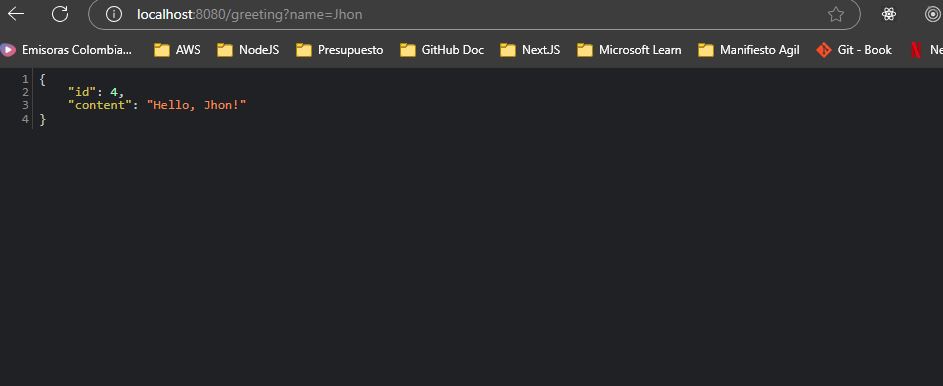 localhost:8080/greeting?name=Jhon
Emisoras Colombia... AWS NodeJS Presupuesto GitHub Doc NextJS Microsoft Learn Manifiesto Agil Git - Book Ne
1 {
2 "id": 4,
3 "content": "Hello, Jhon!"
4 }